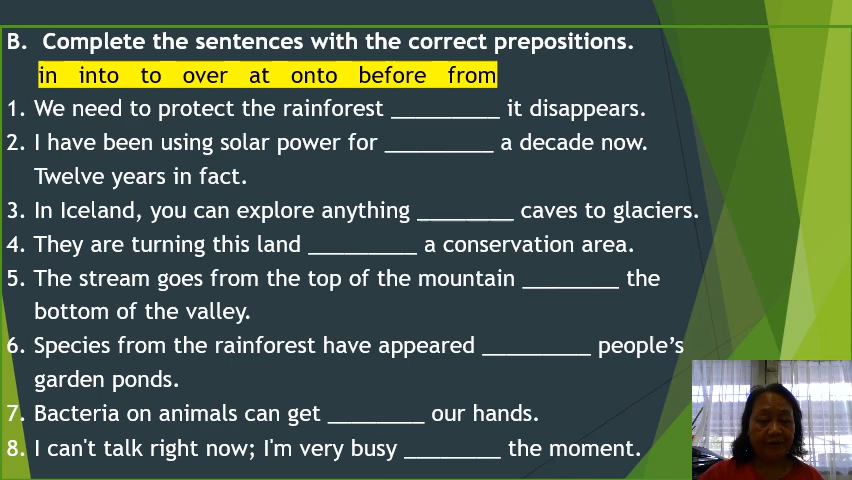 B. Complete the sentences with the correct prepositions.
in into to over at onto before from
1. We need to protect the rainforest _________ it disappears.
2. I have been using solar power for _________ a decade now.
Twelve years in fact.
3. In Iceland, you can explore anything ________ caves to glaciers.
4. They are turning this land _________ a conservation area.
5. The stream goes from the top of the mountain ________ the
bottom of the valley.
6. Species from the rainforest have appeared _________ people’s
garden ponds.
7. Bacteria on animals can get ________ our hands.
8. I can't talk right now; I'm very busy ________ the moment.